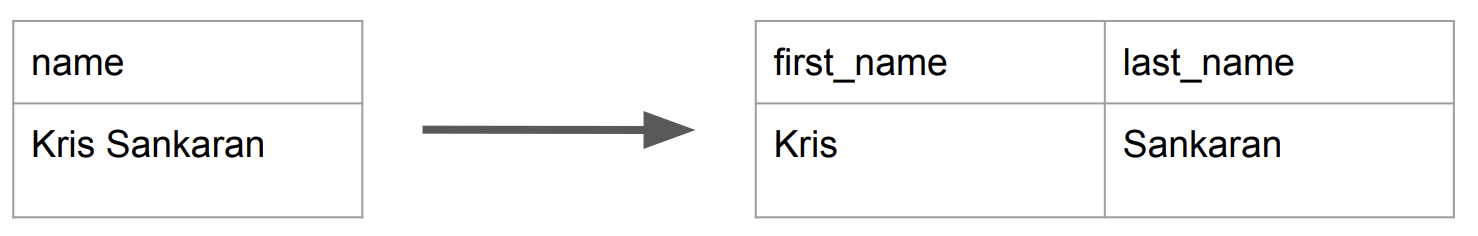 name
Kris Sankaran
first_name
last_name
Kris
Sankaran